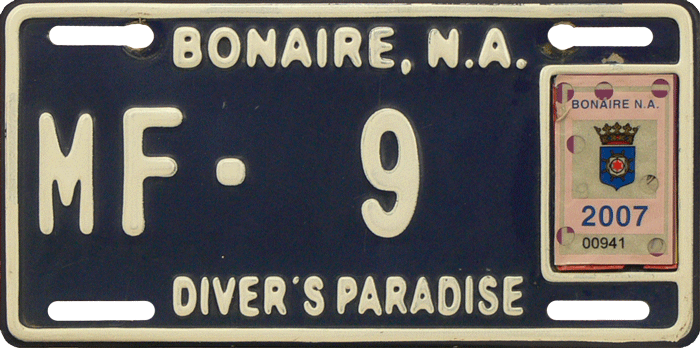 BONAIRE, N.A.
MF · 9
BONAIRE N.A.
2007
00941
DIVER'S PARADISE